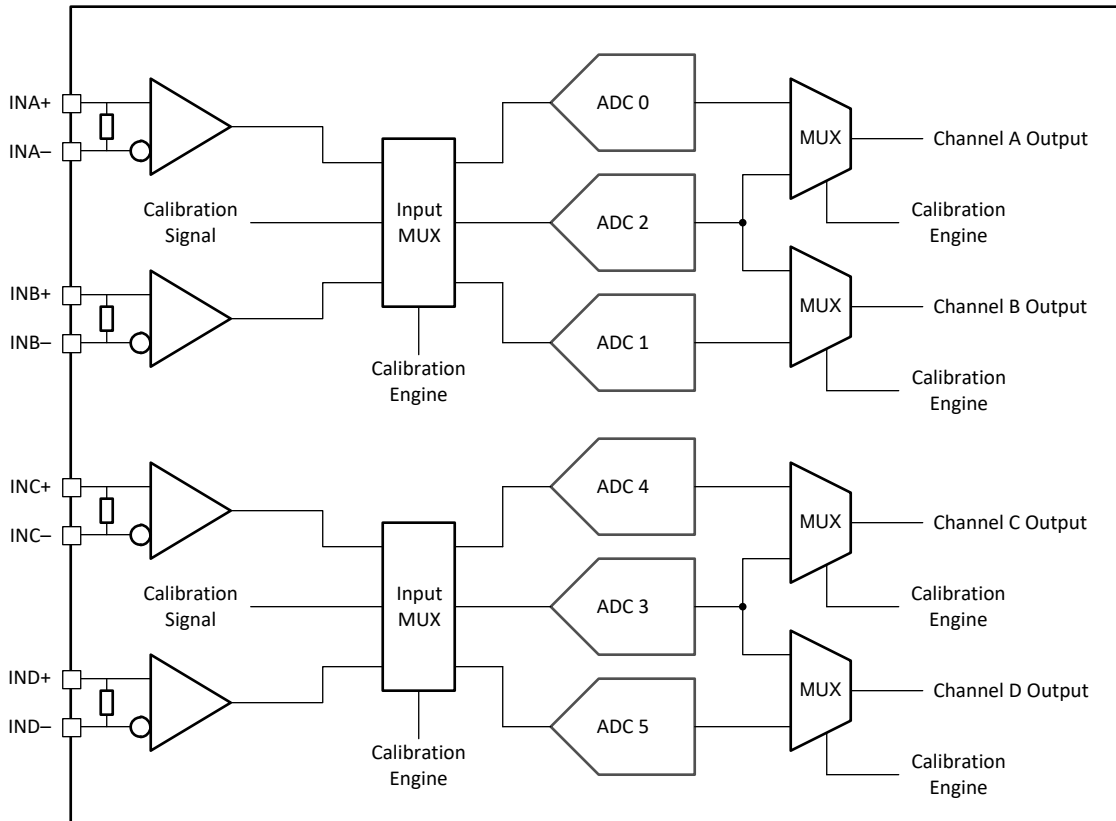 INA+
INA–
Calibration
Signal
INB+
INB–
Input
MUX
Calibration
Engine
ADC 0
ADC 2
ADC 1
MUX
Channel A Output
Calibration
Engine
MUX
Channel B Output
Calibration
Engine
INC+
INC–
Calibration
Signal
IND+
IND–
Input
MUX
Calibration
Engine
ADC 4
ADC 3
ADC 5
MUX
Channel C Output
Calibration
Engine
MUX
Channel D Output
Calibration
Engine